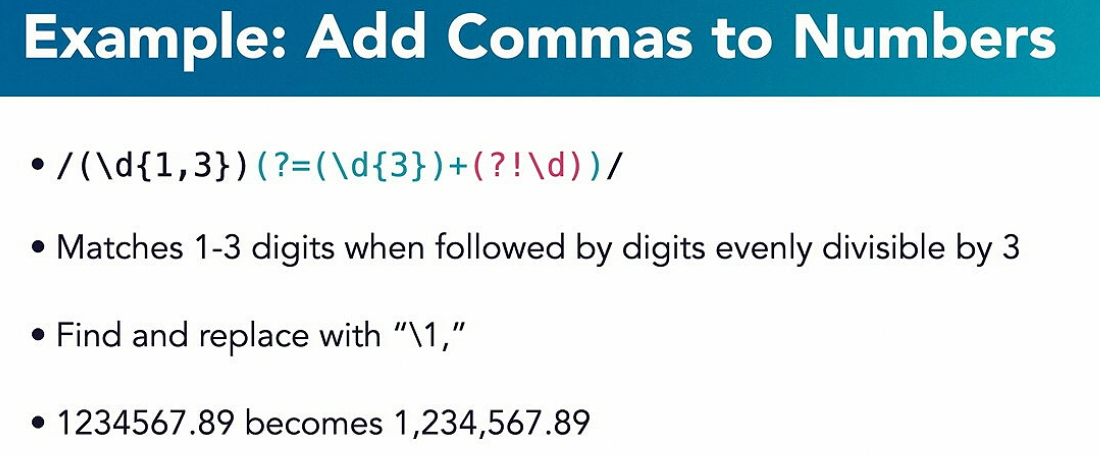 Example: Add Commas to Numbers
• /(\d{1,3})(?=(\d{3})+(?!\d))/
• Matches 1-3 digits when followed by digits evenly divisible by 3
• Find and replace with “\1,”
• 1234567.89 becomes 1,234,567.89